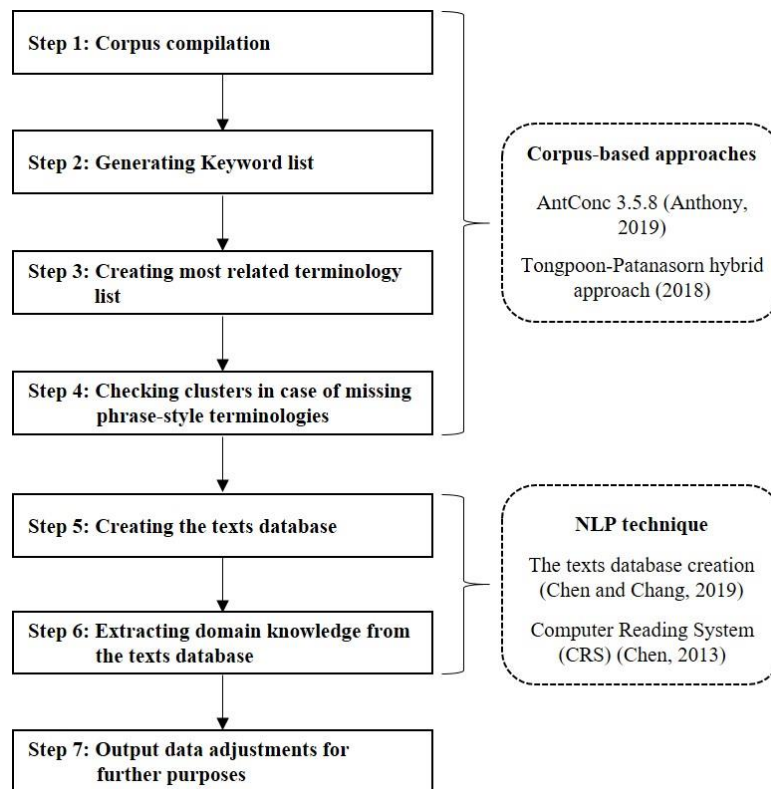 Step 1: Corpus compilation
Step 2: Generating Keyword list
Step 3: Creating most related terminology
list
Step 4: Checking clusters in case of missing
phrase-style terminologies
Corpus-based approaches
AntConc 3.5.8 (Anthony,
2019)
Tongpoon-Patanasorn hybrid
approach (2018)
Step 5: Creating the texts database
Step 6: Extracting domain knowledge from
the texts database
NLP technique
The texts database creation
(Chen and Chang, 2019)
Computer Reading System
(CRS) (Chen, 2013)
Step 7: Output data adjustments for
further purposes